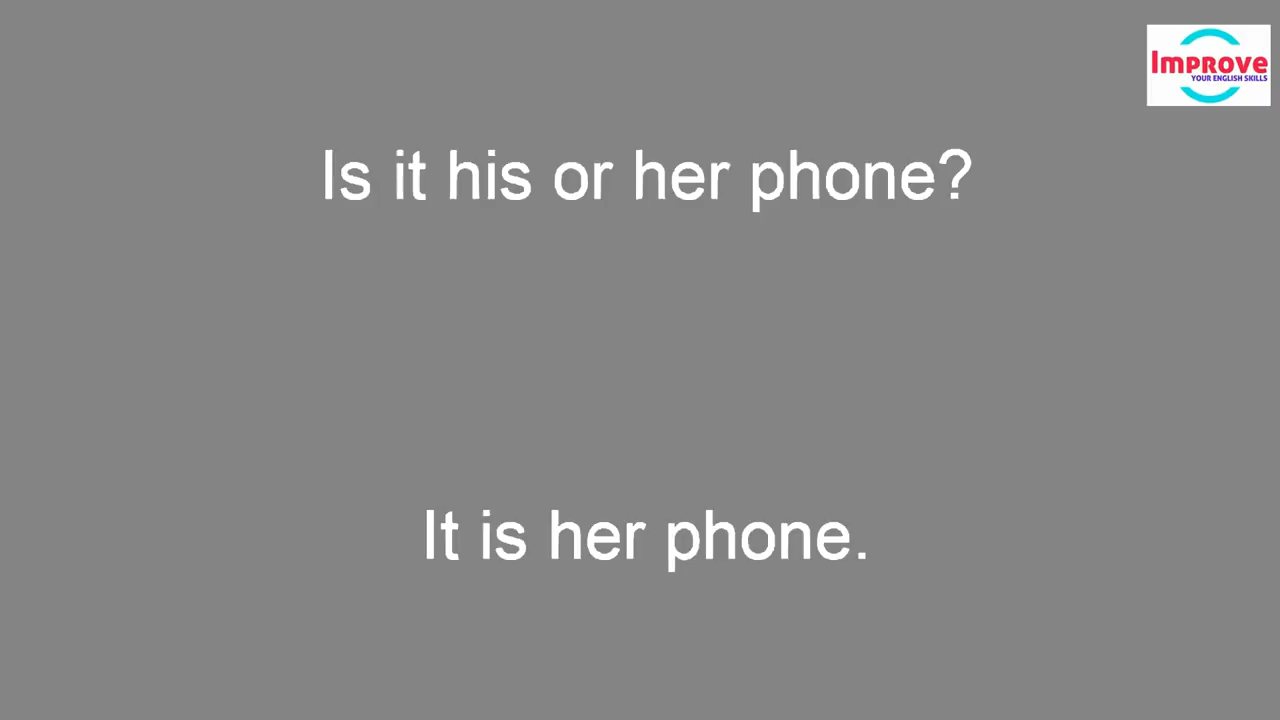 Improve
YOUR ENGLISH SKILLS
Is it his or her phone?
It is her phone.